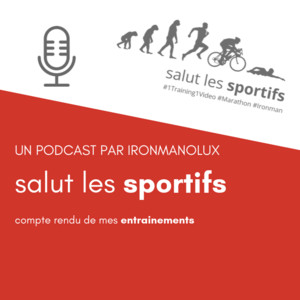 salut les sportifs
#1Training1Video #Marathon #Ironman
UN PODCAST PAR IRONMANOLUX
salut les sportifs
compte rendu de mes entrainements